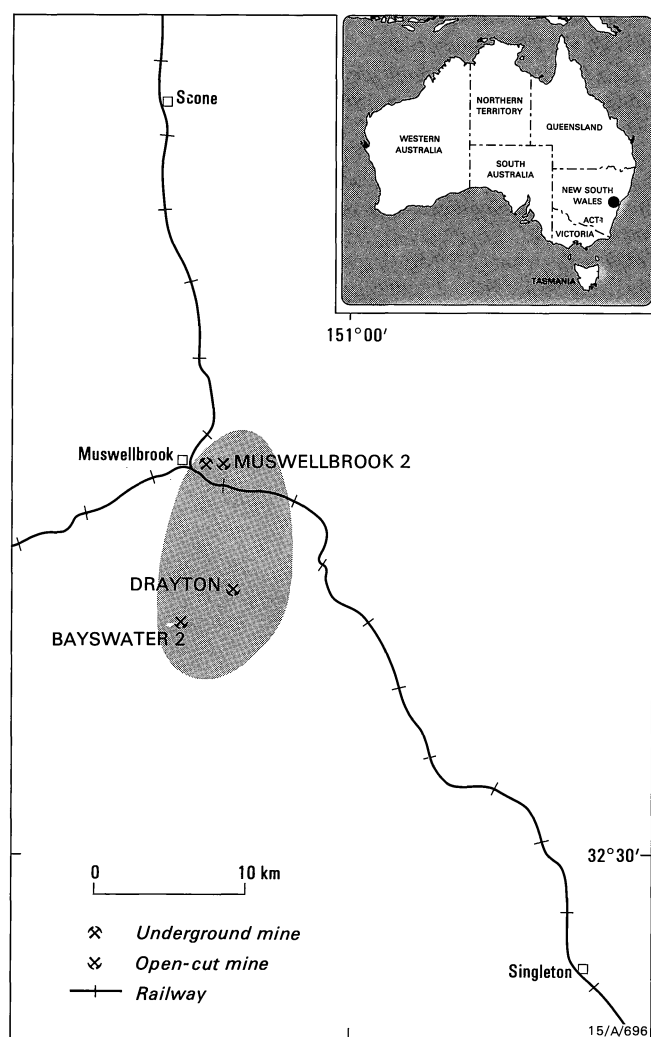 Scone
WESTERN
AUSTRALIA
NORTHERN
TERRITORY
QUEENSLAND
SOUTH
AUSTRALIA
NEW SOUTH
WALES
ACT
VICTORIA
TASMANIA
151°00′
Muswellbrook
MUSWELLBROOK 2
DRAYTON
BAYSWATER 2
32°30′
0 10 km
Underground mine
Open-cut mine
Railway
Singleton
15/A/696